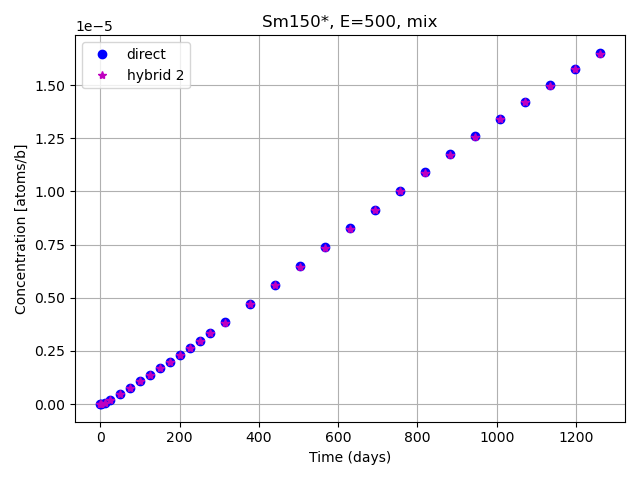 Sm150*, E=500, mix
1e−5
direct
hybrid 2
1.50
1.25
1.00
0.75
0.50
0.25
0.00
Concentration [atoms/b]
0 200 400 600 800 1000 1200
Time (days)